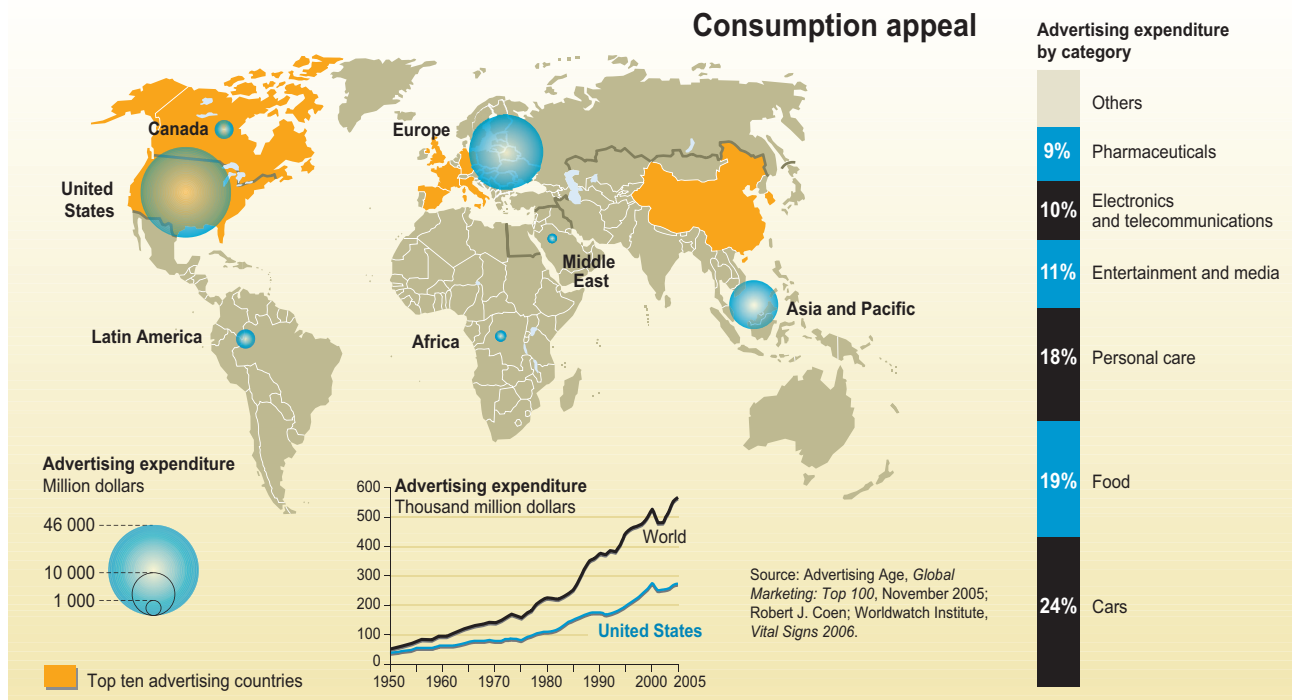 Consumption appeal
Canada
Europe
United
States
Middle
East
Asia and Pacific
Latin America
Africa
Advertising expenditure
Million dollars
46 000
10 000
1 000
Top ten advertising countries
Advertising expenditure
Thousand million dollars
600
500
400
300
200
100
0
World
United States
1950
1960
1970
1980
1990
2000
2005
Source: Advertising Age, Global
Marketing: Top 100, November 2005;
Robert J. Coen; Worldwatch Institute,
Vital Signs 2006.
Advertising expenditure
by category
Others
9% Pharmaceuticals
10% Electronics
and telecommunications
11% Entertainment and media
18% Personal care
19% Food
24% Cars